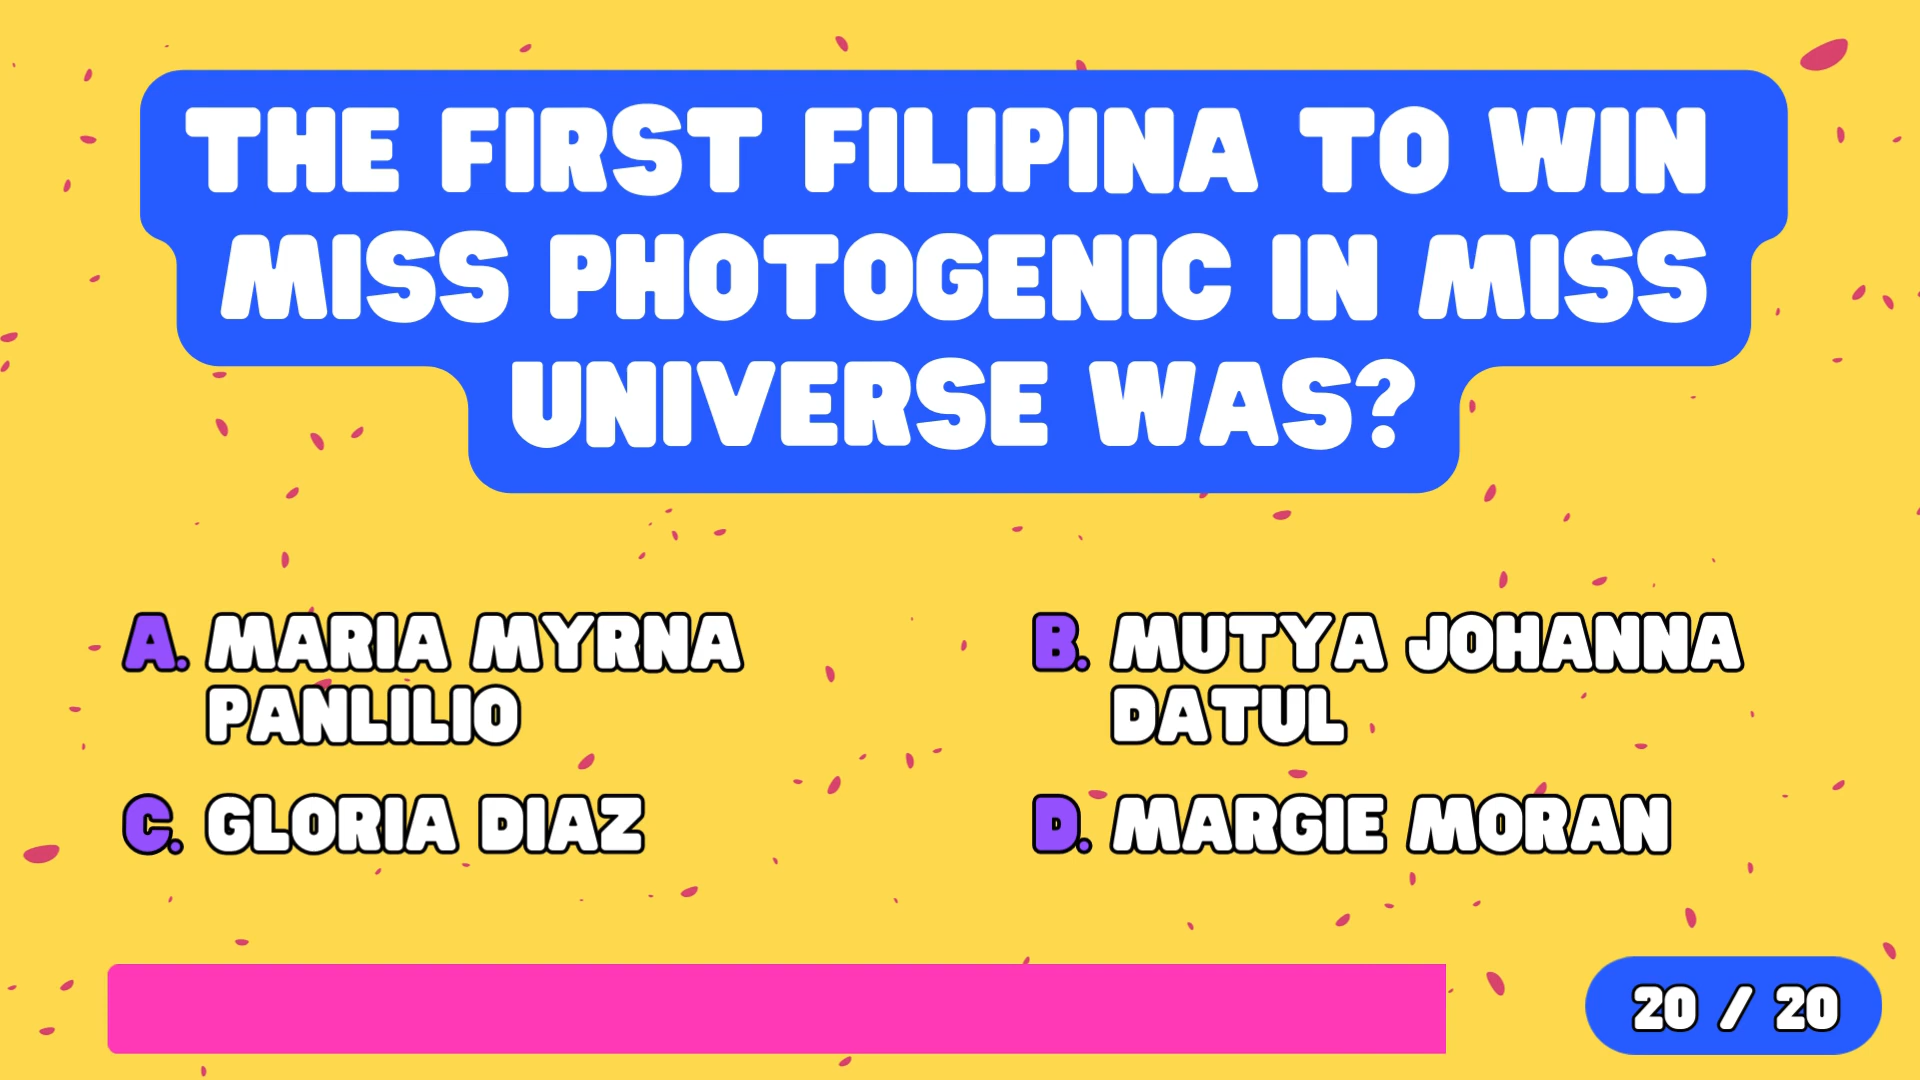 THE FIRST FILIPINA TO WIN
MISS PHOTOGENIC IN MISS
UNIVERSE WAS?
A. MARIA MYRNA
PANLILIO
B. MUTYA JOHANNA
DATUL
C. GLORIA DIAZ
D. MARGIE MORAN
20 / 20